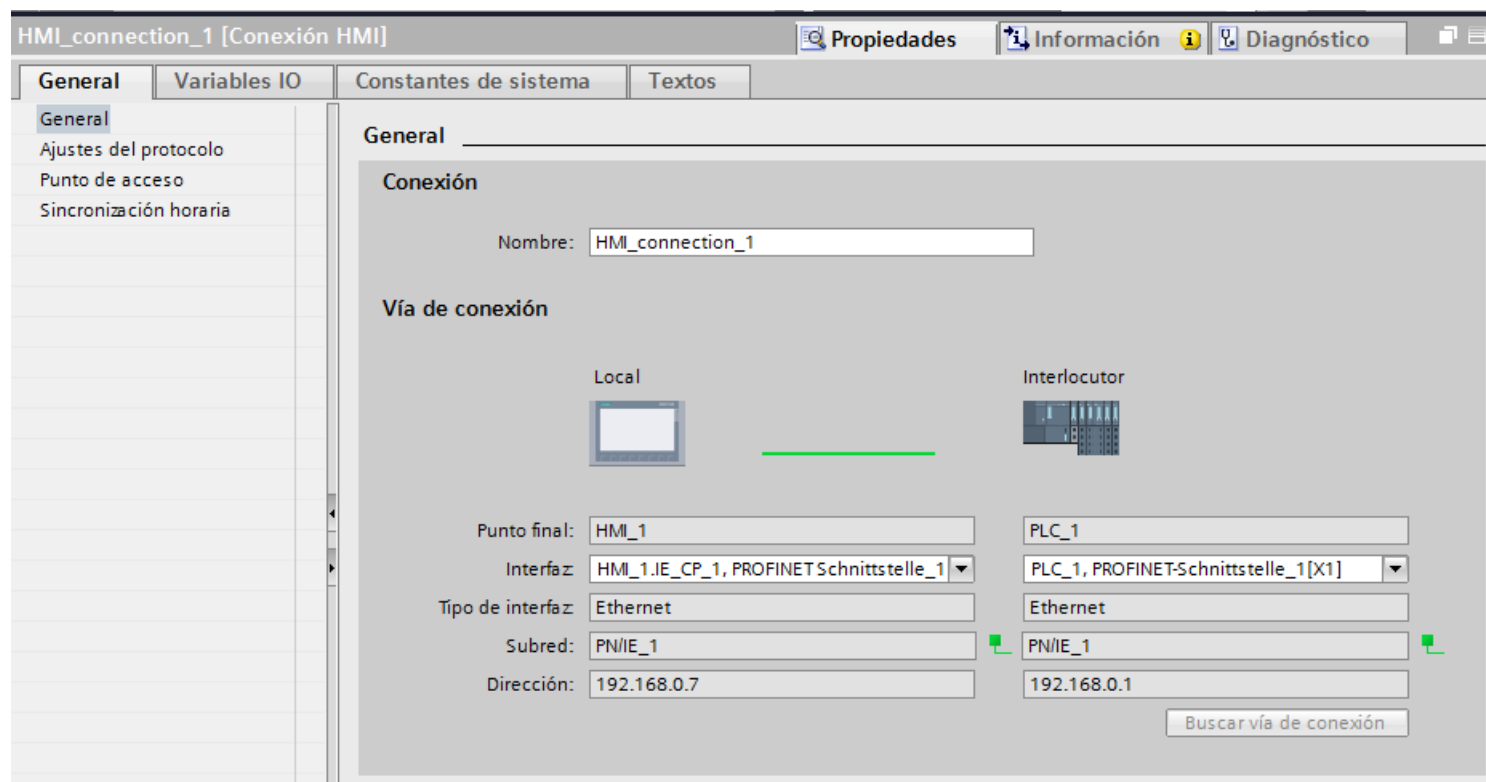 HMI_connection_1 [Conexión HMI]
Propiedades
Información
Diagnóstico
General
Variables IO
Constantes de sistema
Textos
General
Ajustes del protocolo
Punto de acceso
Sincronización horaria
General
Conexión
Nombre: HMI_connection_1
Vía de conexión
Local
Interlocutor
Punto final: HMI_1 PLC_1
Interfaz: HMI_1.IE_CP_1, PROFINET Schnittstelle_1 PLC_1, PROFINET-Schnittstelle_1[X1]
Tipo de interfaz: Ethernet Ethernet
Subred: PN/IE_1 PN/IE_1
Dirección: 192.168.0.7 192.168.0.1
Buscar vía de conexión